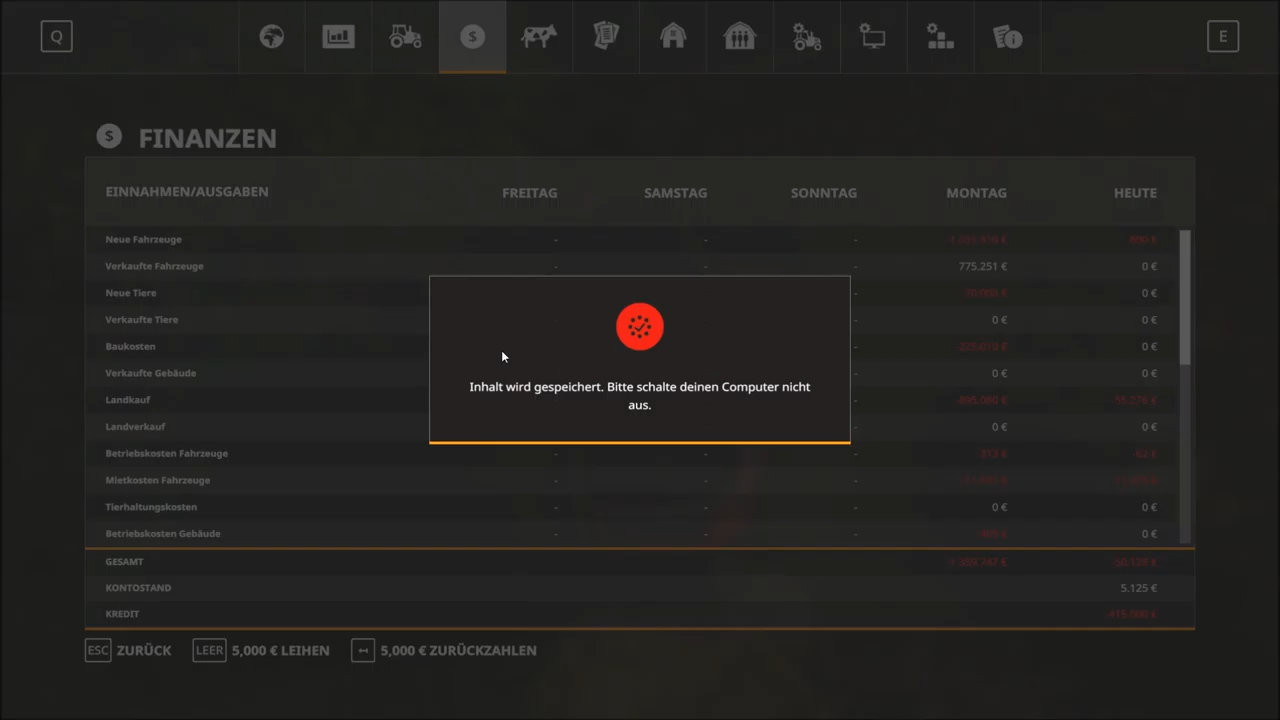 Q
$
E
$ FINANZEN
EINNAHMEN/AUSGABEN FREITAG SAMSTAG SONNTAG MONTAG HEUTE
Neue Fahrzeuge - - -
Verkaufte Fahrzeuge - - - 775.251 € 0 €
Neue Tiere - 0 €
Verkaufte Tiere - 0 € 0 €
Baukosten - 0 €
Verkaufte Gebäude - 0 € 0 €
Landkauf -
Landverkauf - 0 € 0 €
Betriebskosten Fahrzeuge - - -
Mietkosten Fahrzeuge - - -
Tierhaltungskosten - - - 0 € 0 €
Betriebskosten Gebäude - - - 0 €
Inhalt wird gespeichert. Bitte schalte deinen Computer nicht
aus.
GESAMT
KONTOSTAND 5.125 €
KREDIT
ESC ZURÜCK LEER 5,000 € LEIHEN ↔ 5,000 € ZURÜCKZAHLEN